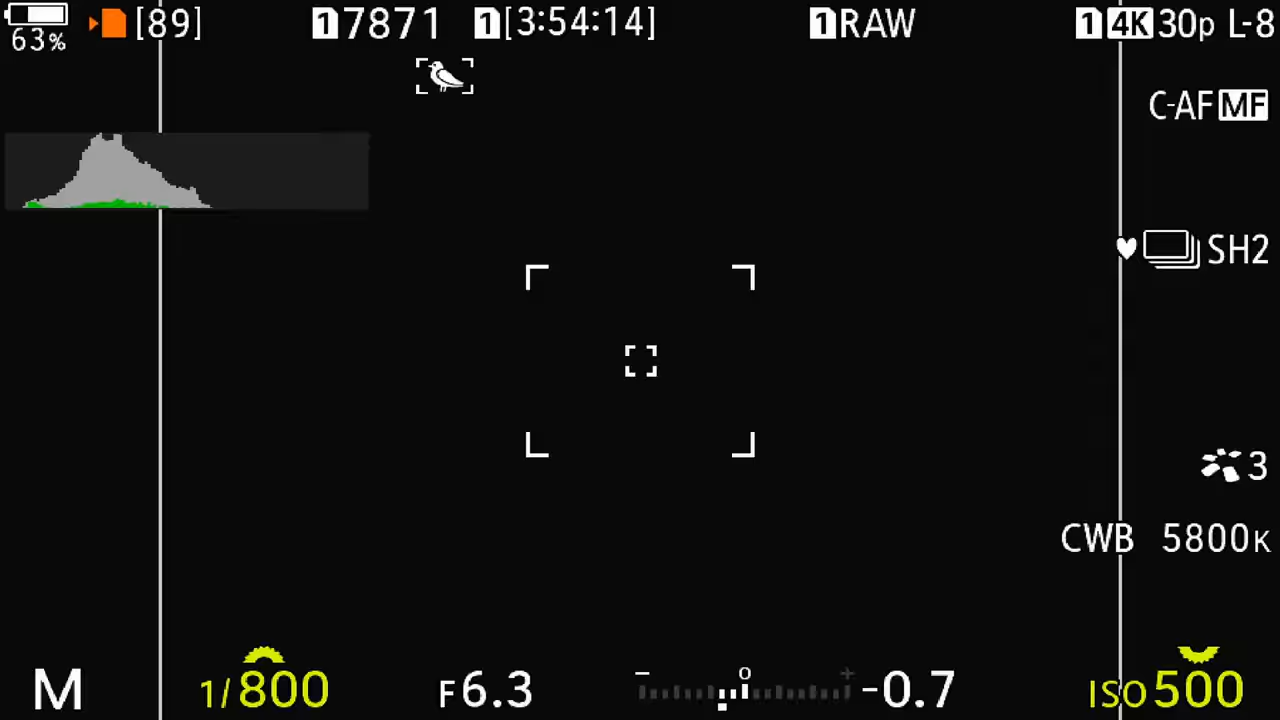 63% [89] 1 7871 1 [3:54:14] 1 RAW 1 4K 30p L-8
C-AF MF
SH2
3
CWB 5800K
M 1/800 F6.3 − 0 + -0.7 ISO 500